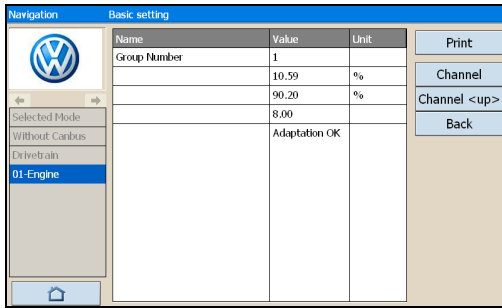 Navigation Basic setting
Name Value Unit
Group Number 1
10.59 %
90.20 %
8.00
Adaptation OK
Selected Mode
Without Canbus
Drivetrain
01-Engine
Print
Channel
Channel <up>
Back